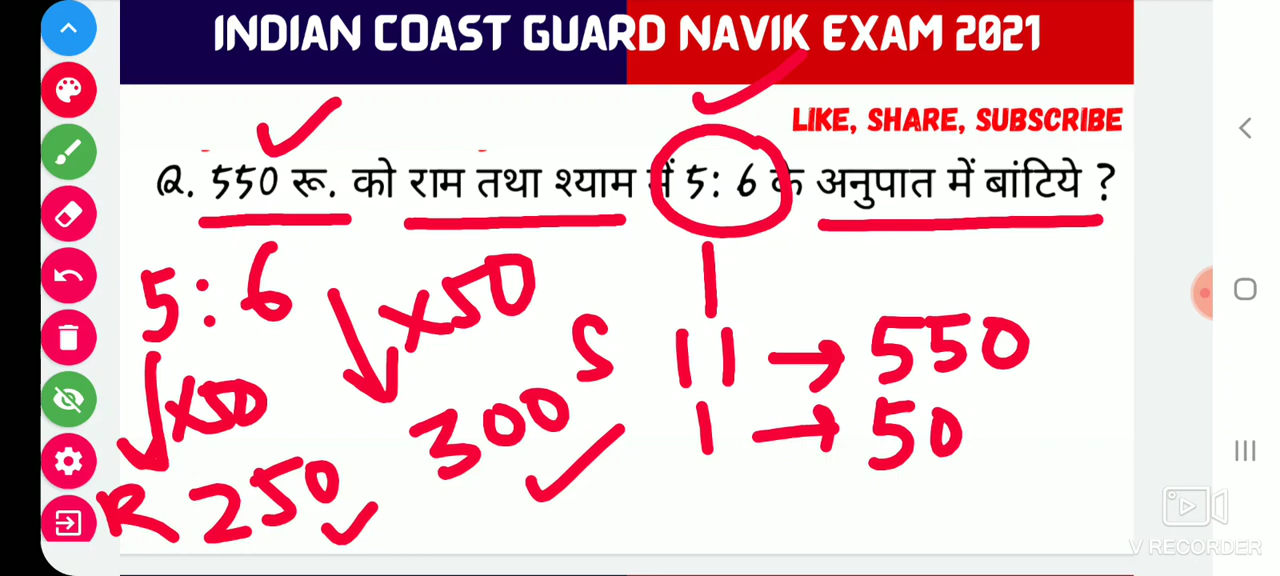 INDIAN COAST GUARD NAVIK EXAM 2021
LIKE, SHARE, SUBSCRIBE
Q. 550 रू. को राम तथा श्याम में 5: 6 के अनुपात में बांटिये ?
5 : 6
×50
×50
S
300
R 250
11 → 550
1 → 50
V RECORDER